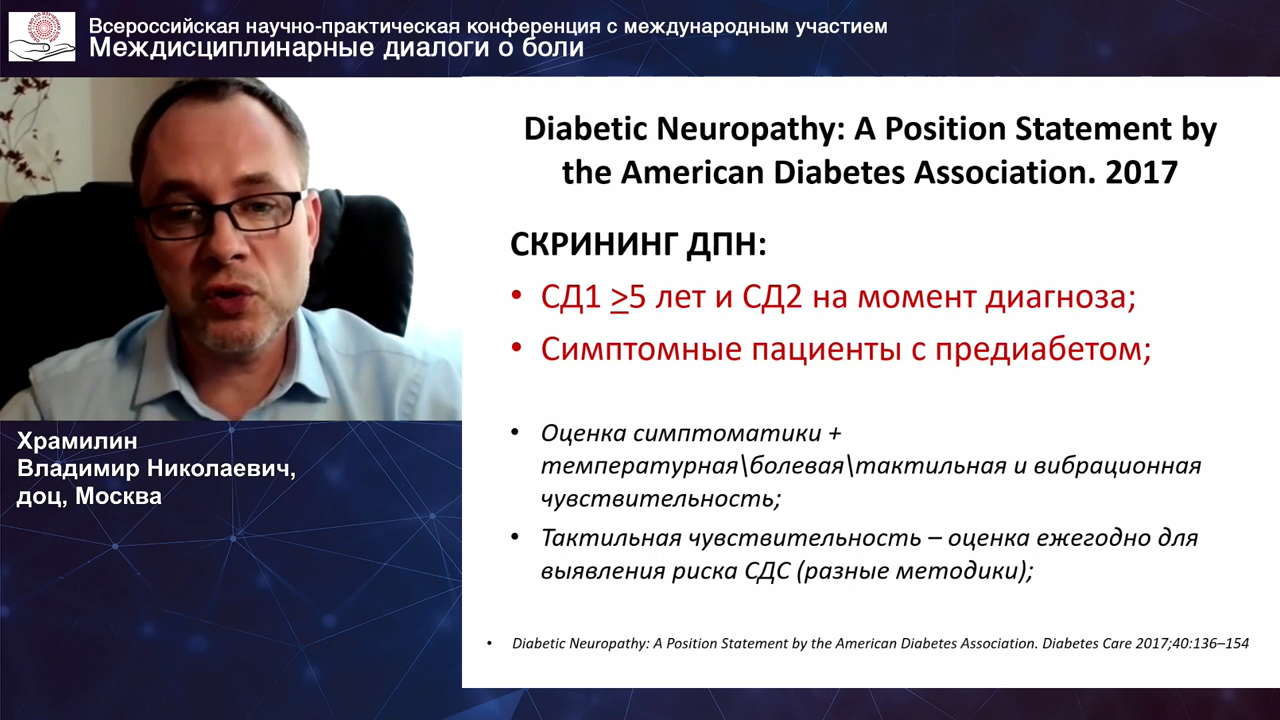 Всероссийская научно-практическая конференция с международным участием
Междисциплинарные диалоги о боли
Diabetic Neuropathy: A Position Statement by
the American Diabetes Association. 2017
СКРИНИНГ ДПН:
• СД1 >5 лет и СД2 на момент диагноза;
• Симптомные пациенты с предиабетом;
• Оценка симптоматики +
температурная\болевая\тактильная и вибрационная
чувствительность;
• Тактильная чувствительность – оценка ежегодно для
выявления риска СДС (разные методики);
• Diabetic Neuropathy: A Position Statement by the American Diabetes Association. Diabetes Care 2017;40:136–154
Храмилин
Владимир Николаевич,
доц, Москва